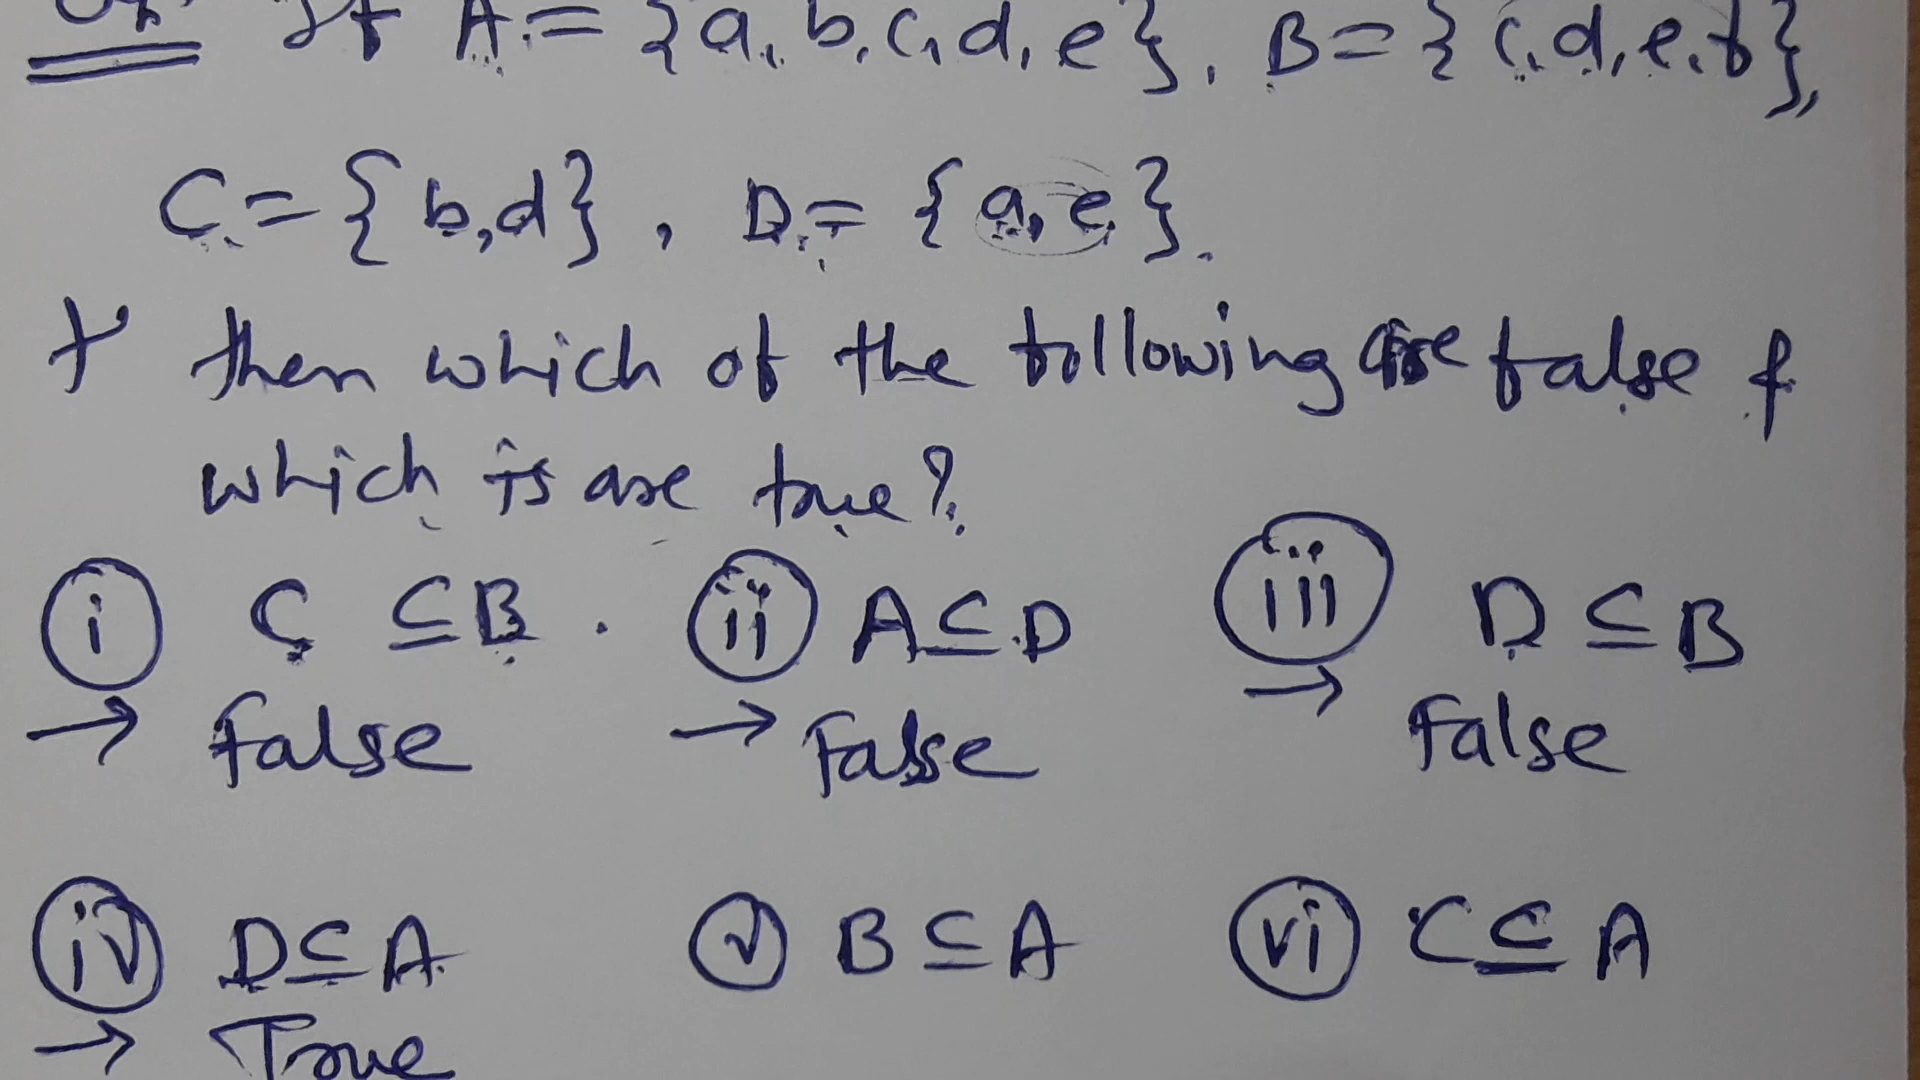 If A = {a, b, c, d, e}, B = {c, d, e, f},
C = {b, d}, D = {a, e}.
then which of the following are false &
which is are true?
(i) C ⊆ B . (ii) A ⊆ D (iii) D ⊆ B
→ False → False → False
(iv) D ⊆ A (v) B ⊆ A (vi) C ⊆ A
→ True